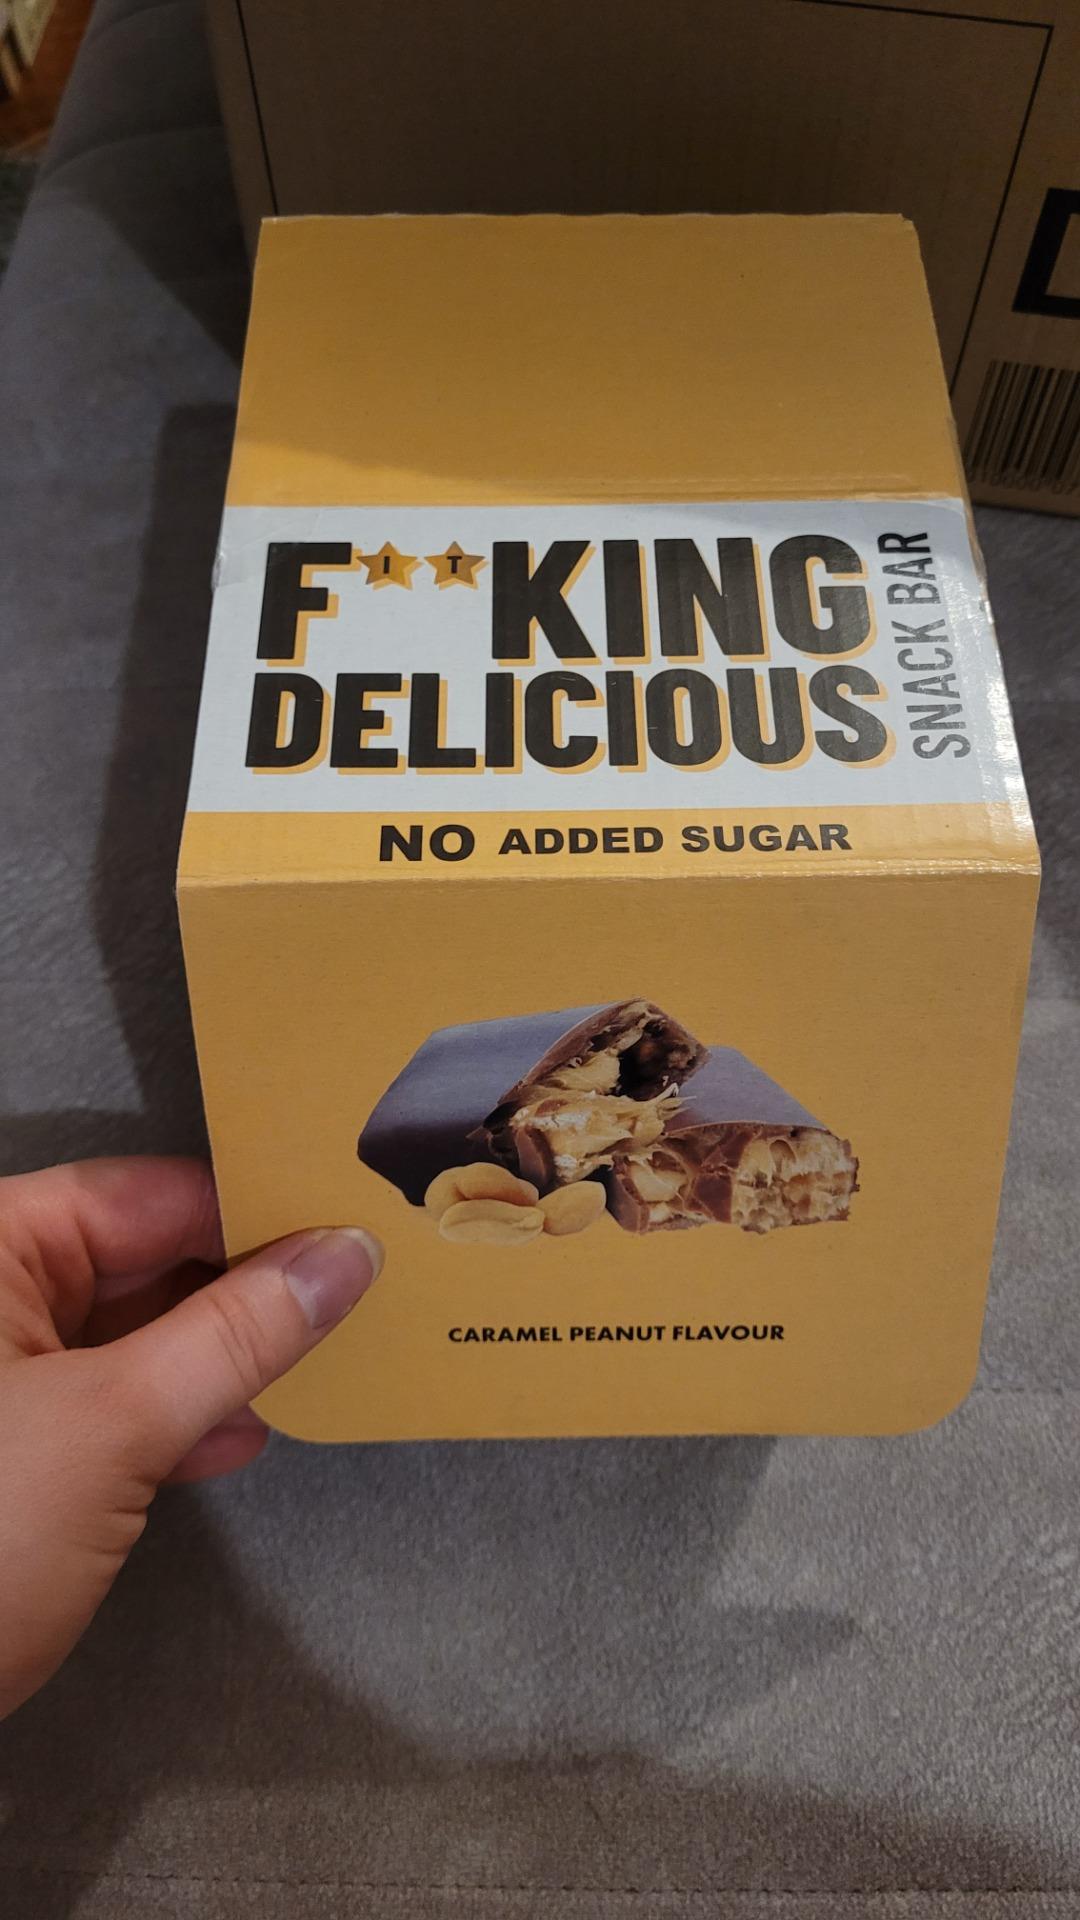 F**KING
I T
DELICIOUS
SNACK BAR
NO ADDED SUGAR
CARAMEL PEANUT FLAVOUR
D